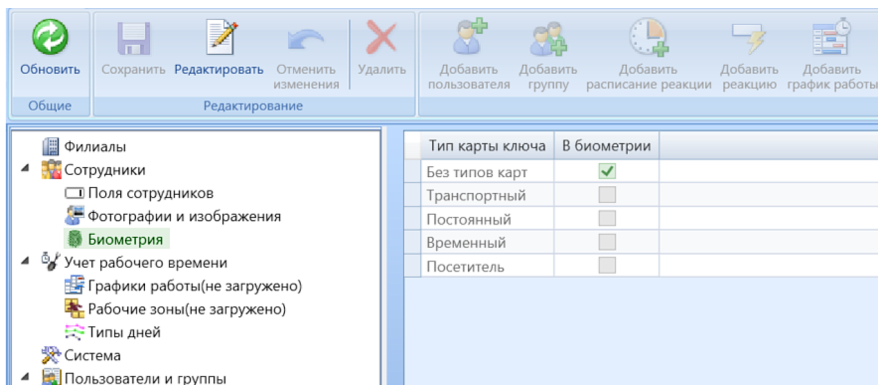 Обновить
Сохранить Редактировать Отменить изменения Удалить
Добавить пользователя Добавить группу Добавить расписание реакции Добавить реакцию Добавить график работы
Общие Редактирование
Филиалы
Сотрудники
Поля сотрудников
Фотографии и изображения
Биометрия
Учет рабочего времени
Графики работы(не загружено)
Рабочие зоны(не загружено)
Типы дней
Система
Пользователи и группы
Тип карты ключа В биометрии
Без типов карт
Транспортный
Постоянный
Временный
Посетитель